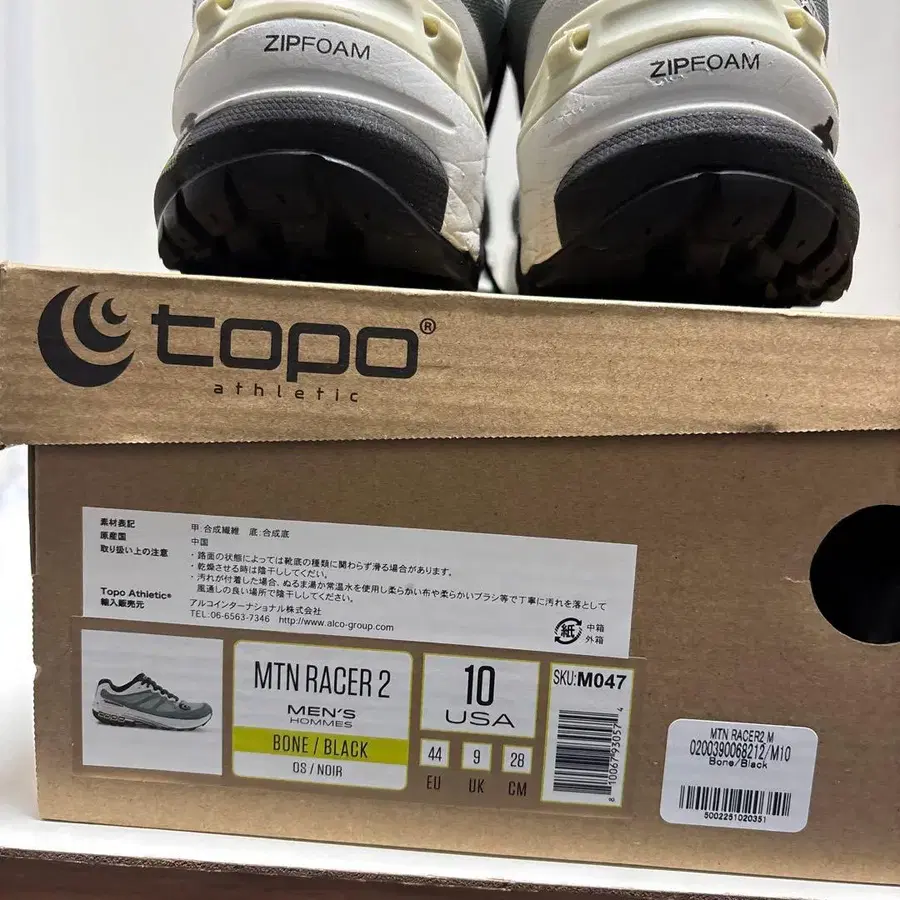 ZIPFOAM
ZIPFOAM
topo®
athletic
素材表記 甲:合成繊維 底:合成底
原産国 中国
取り扱い上の注意 ・路面の状態によっては靴底の種類に関わらず滑る場合があります。
・乾燥させる時は陰干ししてください。
・汚れが付着した場合、ぬるま湯か常温水を使用し柔らかい布や柔らかいブラシ等で丁寧に汚れを落として
風通しの良い場所で陰干ししてください。
Topo Athletic® アルコインターナショナル株式会社
輸入販売元 TEL:06-6563-7346 http://www.alco-group.com
紙 中箱
外箱
MTN RACER 2
MEN'S
HOMMES
BONE / BLACK
OS / NOIR
10
USA
44 9 28
EU UK CM
SKU:M047
8 10067 93057 4
MTN RACER2 M
0200390068212/M10
Bone/Black
5002251020351